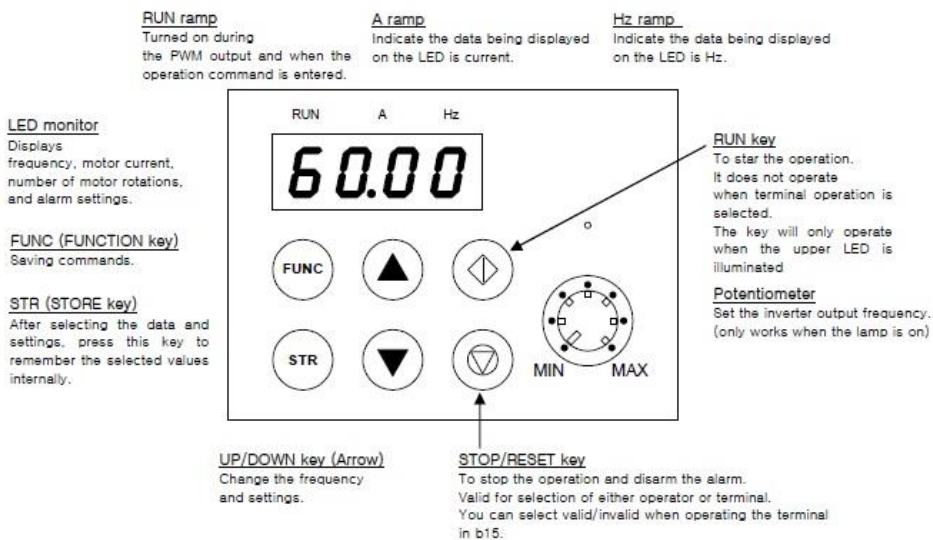 RUN ramp
Turned on during
the PWM output and when the
operation command is entered.
A ramp
Indicate the data being displayed
on the LED is current.
Hz ramp
Indicate the data being displayed
on the LED is Hz.
LED monitor
Displays
frequency, motor current,
number of motor rotations,
and alarm settings.
FUNC (FUNCTION key)
Saving commands.
STR (STORE key)
After selecting the data and
settings, press this key to
remember the selected values
internally.
RUN A Hz
60.00
FUNC
STR
MIN MAX
RUN key
To star the operation.
It does not operate
when terminal operation is
selected.
The key will only operate
when the upper LED is
illuminated
Potentiometer
Set the inverter output frequency.
(only works when the lamp is on)
UP/DOWN key (Arrow)
Change the frequency
and settings.
STOP/RESET key
To stop the operation and disarm the alarm.
Valid for selection of either operator or terminal.
You can select valid/invalid when operating the terminal
in b15.